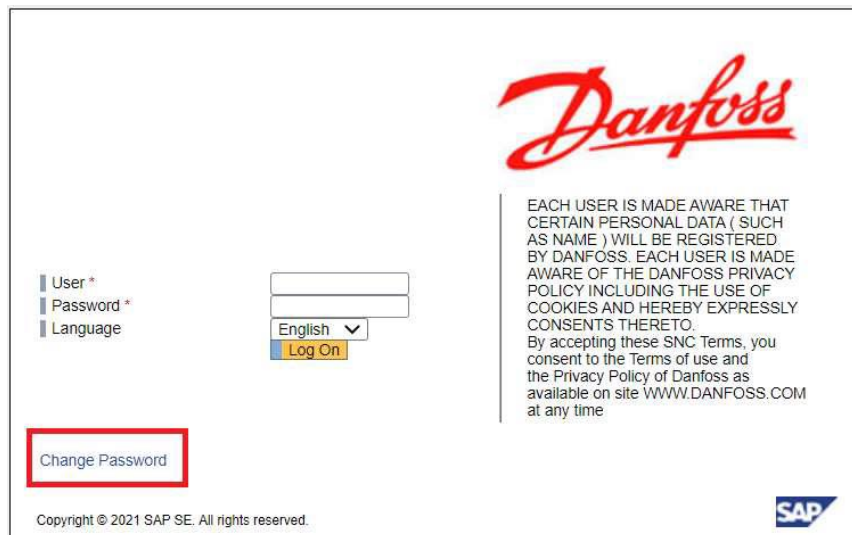 Danfoss
EACH USER IS MADE AWARE THAT
CERTAIN PERSONAL DATA ( SUCH
AS NAME ) WILL BE REGISTERED
BY DANFOSS. EACH USER IS MADE
AWARE OF THE DANFOSS PRIVACY
POLICY INCLUDING THE USE OF
COOKIES AND HEREBY EXPRESSLY
CONSENTS THERETO.
By accepting these SNC Terms, you
consent to the Terms of use and
the Privacy Policy of Danfoss as
available on site WWW.DANFOSS.COM
at any time
User *
Password *
Language English
Log On
Change Password
Copyright © 2021 SAP SE. All rights reserved.
SAP